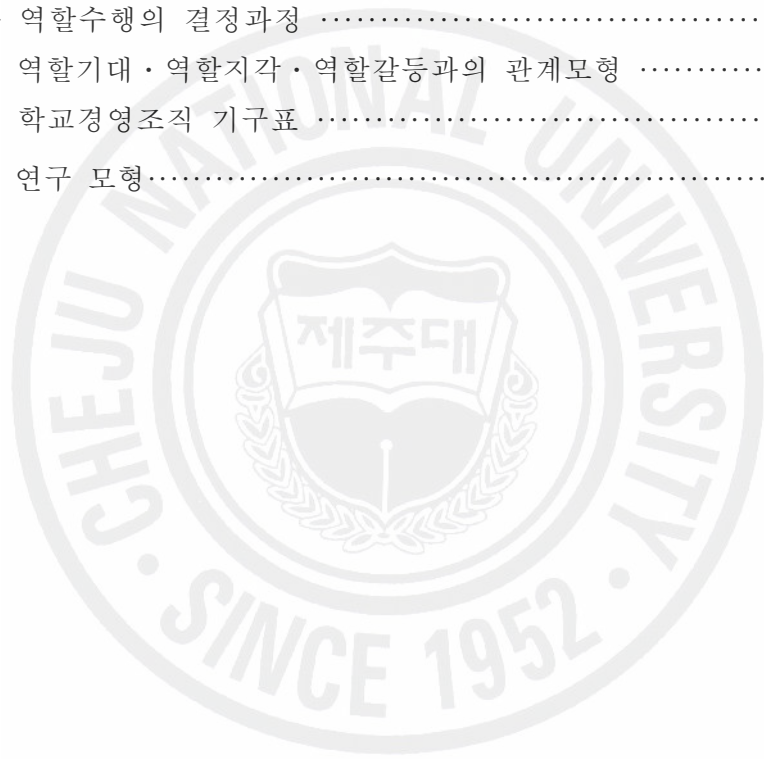 역할수행의 결정과정 ……………………………………
역할기대・역할지각・역할갈등과의 관계모형 …………
학교경영조직 기구표 ……………………………………
연구 모형……………………………………………………
CHEJU NATIONAL UNIVERSITY
제주대
SINCE 1952